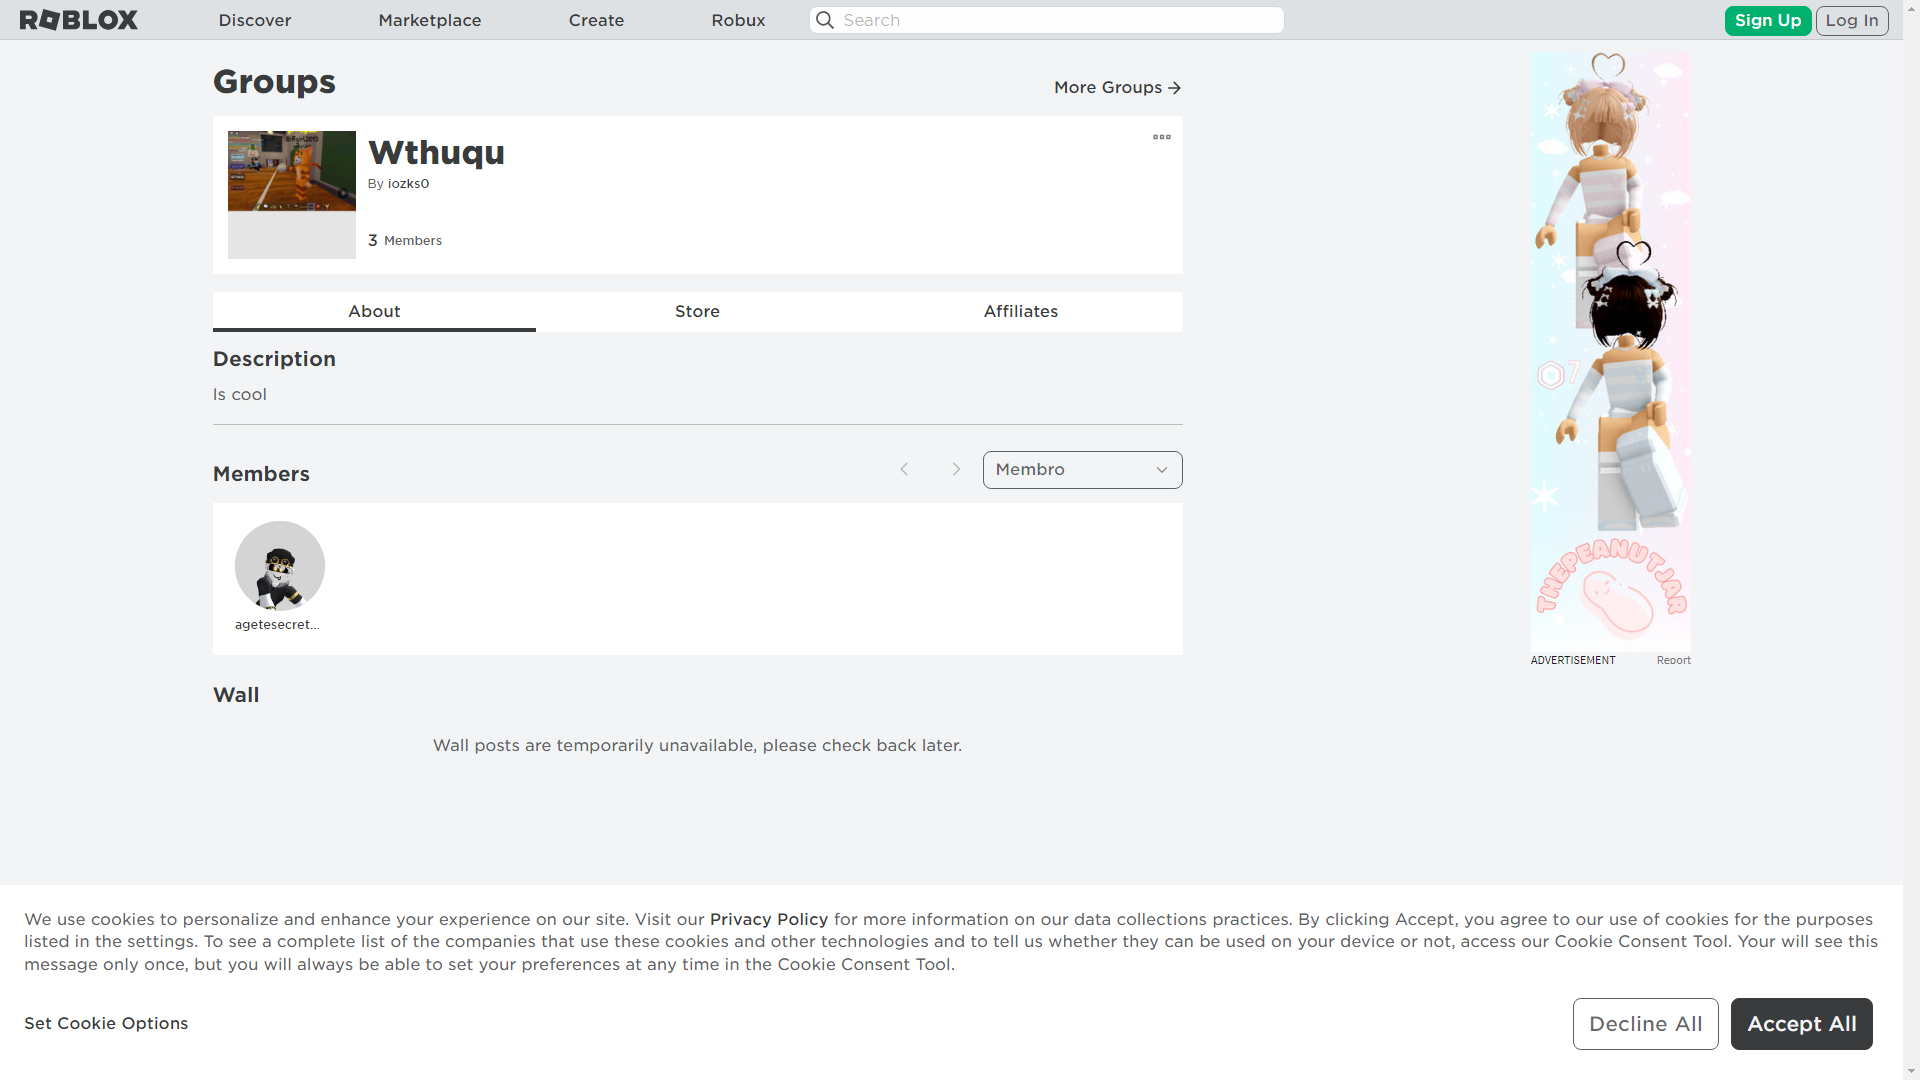 ROBLOX
Discover
Marketplace
Create
Robux
Search
Sign Up
Log In
Groups
More Groups
Wthuqu
By iozks0
3 Members
About
Store
Affiliates
Description
Is cool
Members
Membro
agetesecret...
Wall
Wall posts are temporarily unavailable, please check back later.
7
THEPEANUTJAR
ADVERTISEMENT
Report
We use cookies to personalize and enhance your experience on our site. Visit our Privacy Policy for more information on our data collections practices. By clicking Accept, you agree to our use of cookies for the purposes
listed in the settings. To see a complete list of the companies that use these cookies and other technologies and to tell us whether they can be used on your device or not, access our Cookie Consent Tool. Your will see this
message only once, but you will always be able to set your preferences at any time in the Cookie Consent Tool.
Set Cookie Options
Decline All
Accept All